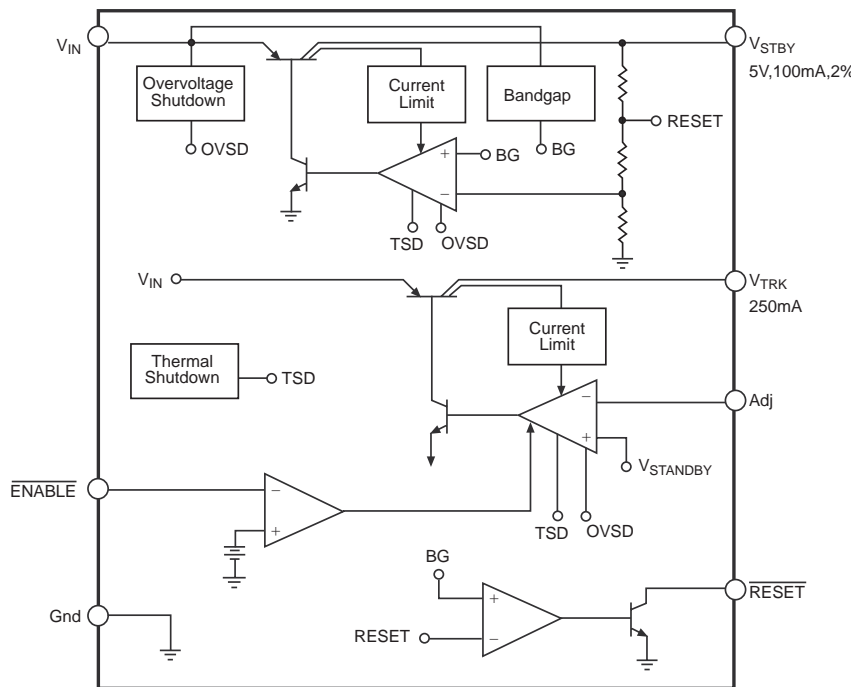 VIN
VSTBY
5V,100mA,2%
Overvoltage
Shutdown
Current
Limit
Bandgap
RESET
OVSD
BG
BG
+
−
TSD
OVSD
VIN
VTRK
250mA
Current
Limit
Thermal
Shutdown
TSD
Adj
−
+
VSTANDBY
ENABLE
−
+
TSD
OVSD
BG
Gnd
+
−
RESET
RESET